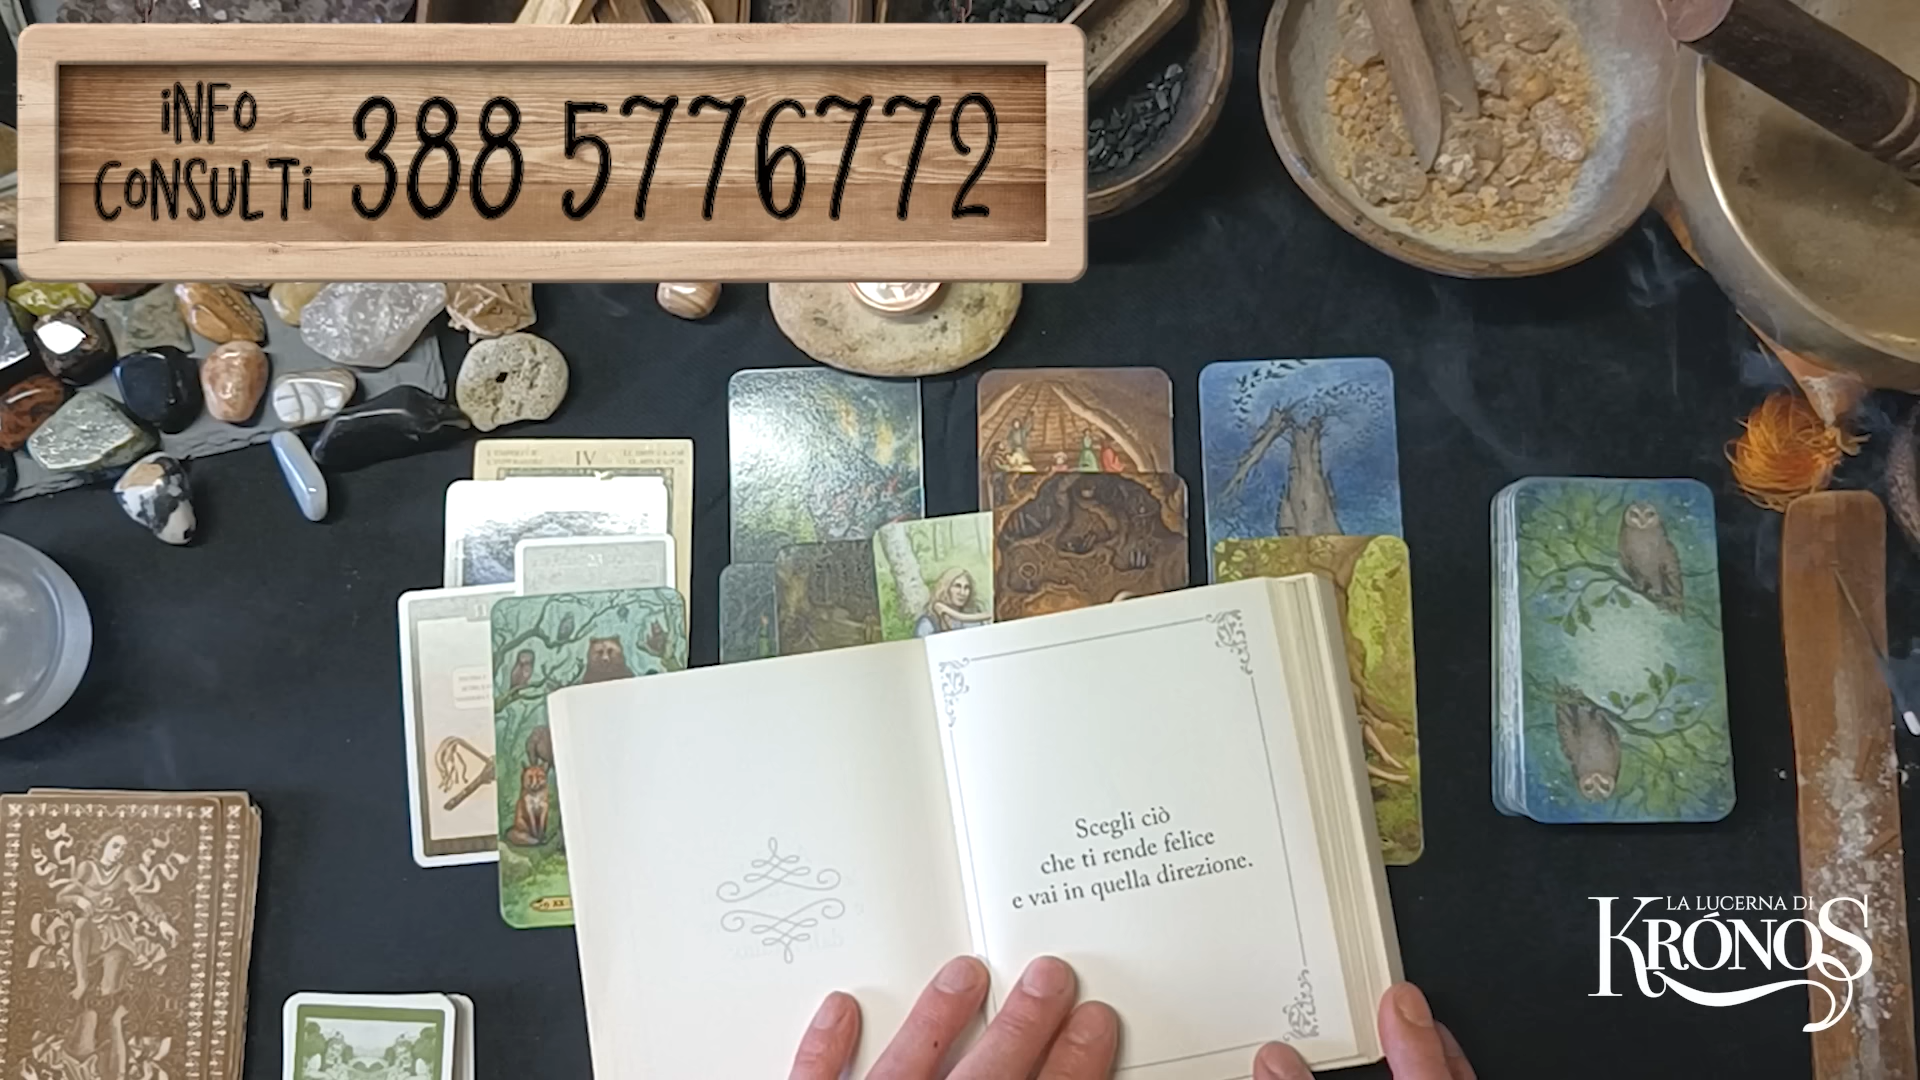 iNFO
CONSULTi
388 5776772
IV
23
Scegli ciò
che ti rende felice
e vai in quella direzione.
LA LUCERNA DI
KRÓNOS